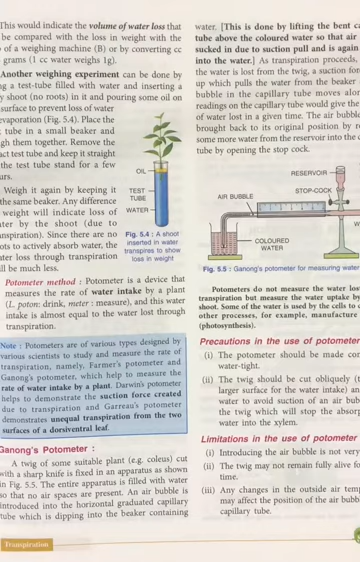 This would indicate the volume of water loss that
be compared with the loss in weight with the
of a weighing machine (B) or by converting cc
grams (1 cc water weighs 1g).
Another weighing experiment can be done by
a test-tube filled with water and inserting a
shoot (no roots) in it and pouring some oil on
surface to prevent loss of water
evaporation (Fig. 5.4). Place the
tube in a small beaker and
gh them together. Remove the
act test tube and keep it straight
the test tube stand for a few
urs.
Weigh it again by keeping it
the same beaker. Any difference
weight will indicate loss of
ter by the shoot (due to
anspiration). Since there are no
ots to actively absorb water, the
ter loss through transpiration
ll be much less.
OIL
TEST
TUBE
WATER
Fig. 5.4 : A shoot
inserted in water
transpires to show
loss in weight
Potometer method : Potometer is a device that
measures the rate of water intake by a plant
(L. poton: drink, meter : measure), and this water
intake is almost equal to the water lost through
transpiration.
Note : Potometers are of various types designed by
various scientists to study and measure the rate of
transpiration, namely, Farmer's potometer and
Ganong's potometer, which help to measure the
rate of water intake by a plant. Darwin's potometer
helps to demonstrate the suction force created
due to transpiration and Garreau's potometer
demonstrates unequal transpiration from the two
surfaces of a dorsiventral leaf.
Ganong's Potometer :
A twig of some suitable plant (e.g. coleus) cut
with a sharp knife is fixed in an apparatus as shown
in Fig. 5.5. The entire apparatus is filled with water
so that no air spaces are present. An air bubble is
introduced into the horizontal graduated capillary
tube which is dipping into the beaker containing
Transpiration
water. [This is done by lifting the bent ca
tube above the coloured water so that air
sucked in due to suction pull and is again
into the water.] As transpiration proceeds,
the water is lost from the twig, a suction for
up which pulls the water from the beaker
bubble in the capillary tube moves alon
readings on the capillary tube would give the
of water lost in a given time. The air bubble
brought back to its original position by r
some more water from the reservoir into the c
tube by opening the stop cock.
RESERVOIR
STOP-COCK
AIR BUBBLE
W
COLOURED
WATER
Fig. 5.5 : Ganong's potometer for measuring water
Potometers do not measure the water lost
transpiration but measure the water uptake by
shoot. Some of the water is used by the cells to c
other processes, for example, manufacture
(photosynthesis).
Precautions in the use of potometer
(i) The potometer should be made com
water-tight.
(ii) The twig should be cut obliquely (t
larger surface for the water intake) an
water to avoid suction of an air bub
the twig which will stop the absorp
water into the xylem.
Limitations in the use of potometer
(i) Introducing the air bubble is not very
(ii) The twig may not remain fully alive fo
time.
(iii) Any changes in the outside air temp
may affect the position of the air bubb
capillary tube.